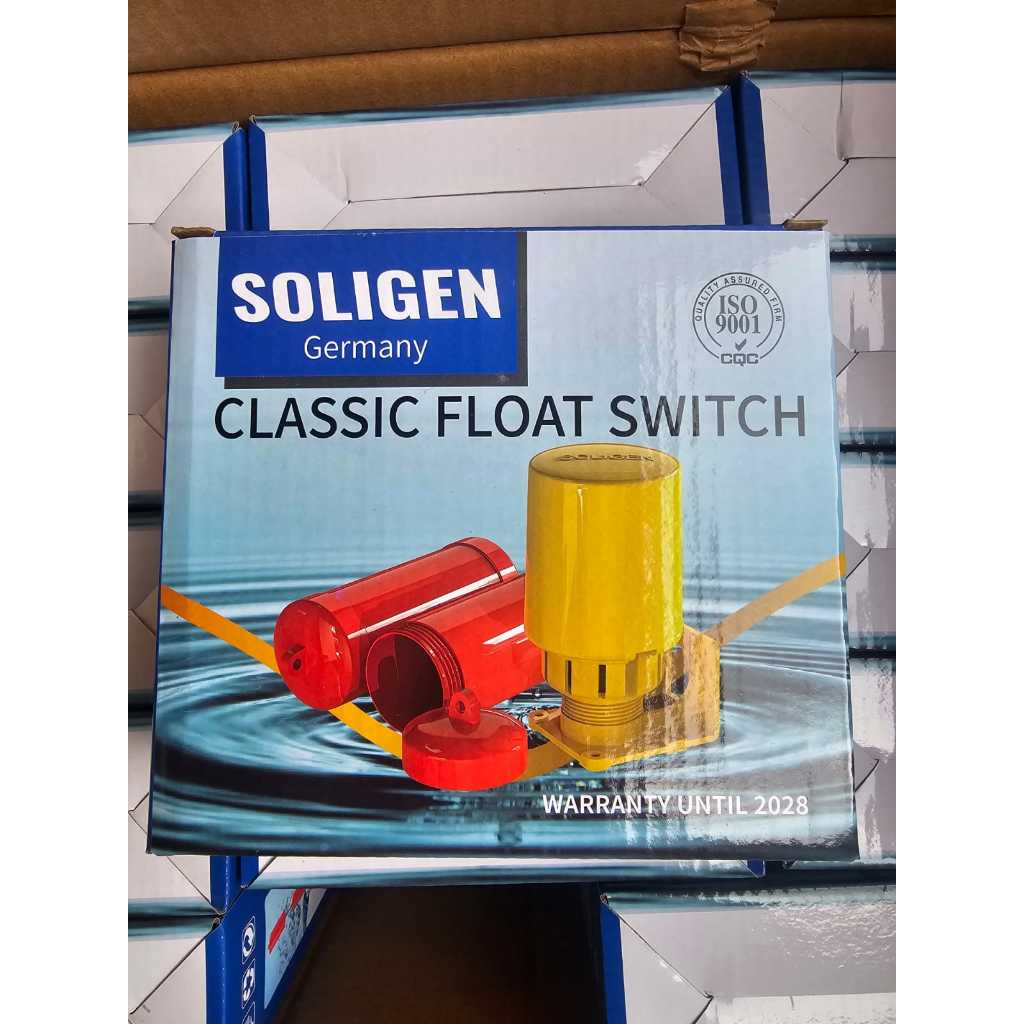 SOLIGEN
Germany
QUALITY ASSURED FIRM
ISO
9001
CQC
CLASSIC FLOAT SWITCH
SOLIGEN
WARRANTY UNTIL 2028